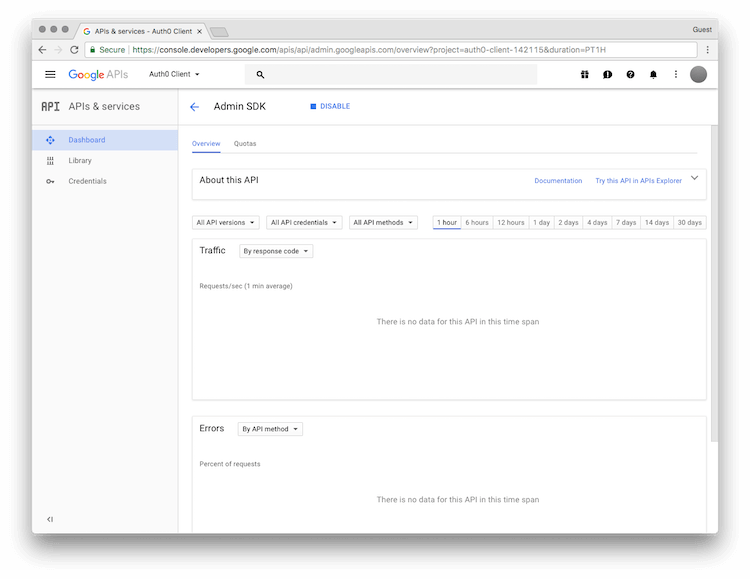 APIs & services - Auth0 Client
Guest
Secure
https://console.developers.google.com/apis/api/admin.googleapis.com/overview?project=auth0-client-142115&duration=PT1H
Google APIs
Auth0 Client
API APIs & services
Admin SDK
DISABLE
Dashboard
Library
Credentials
Overview Quotas
About this API
Documentation Try this API in APIs Explorer
All API versions All API credentials All API methods 1 hour 6 hours 12 hours 1 day 2 days 4 days 7 days 14 days 30 days
Traffic By response code
Requests/sec (1 min average)
There is no data for this API in this time span
Errors By API method
Percent of requests
There is no data for this API in this time span